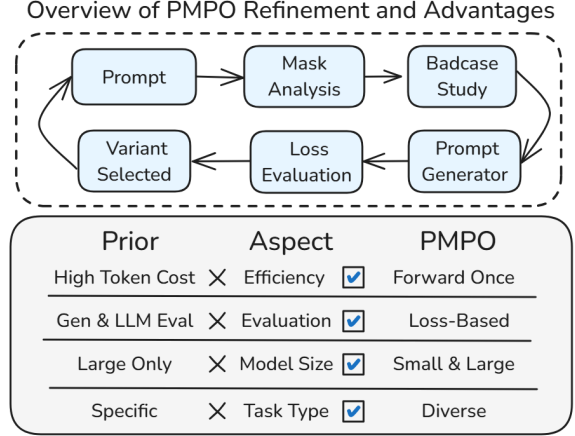 Overview of PMPO Refinement and Advantages
Prompt
Mask
Analysis
Badcase
Study
Variant
Selected
Loss
Evaluation
Prompt
Generator
Prior Aspect PMPO
High Token Cost Efficiency Forward Once
Gen & LLM Eval Evaluation Loss-Based
Large Only Model Size Small & Large
Specific Task Type Diverse